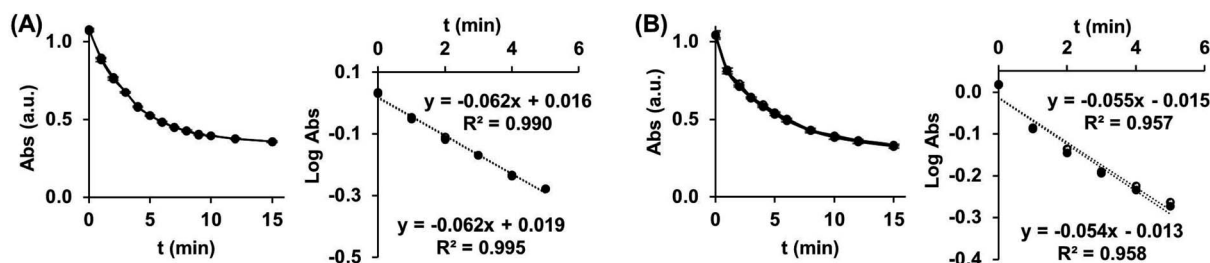 (A)
Abs (a.u.)
1.0
0.5
0.0
0 5 10 15
t (min)
t (min)
0 2 4 6
Log Abs
0.1
-0.1
-0.3
-0.5
y = -0.062x + 0.016
R² = 0.990
y = -0.062x + 0.019
R² = 0.995
(B)
Abs (a.u.)
1.0
0.5
0.0
0 5 10 15
t (min)
t (min)
0 2 4 6
Log Abs
0.0
-0.1
-0.2
-0.3
-0.4
y = -0.055x - 0.015
R² = 0.957
y = -0.054x - 0.013
R² = 0.958